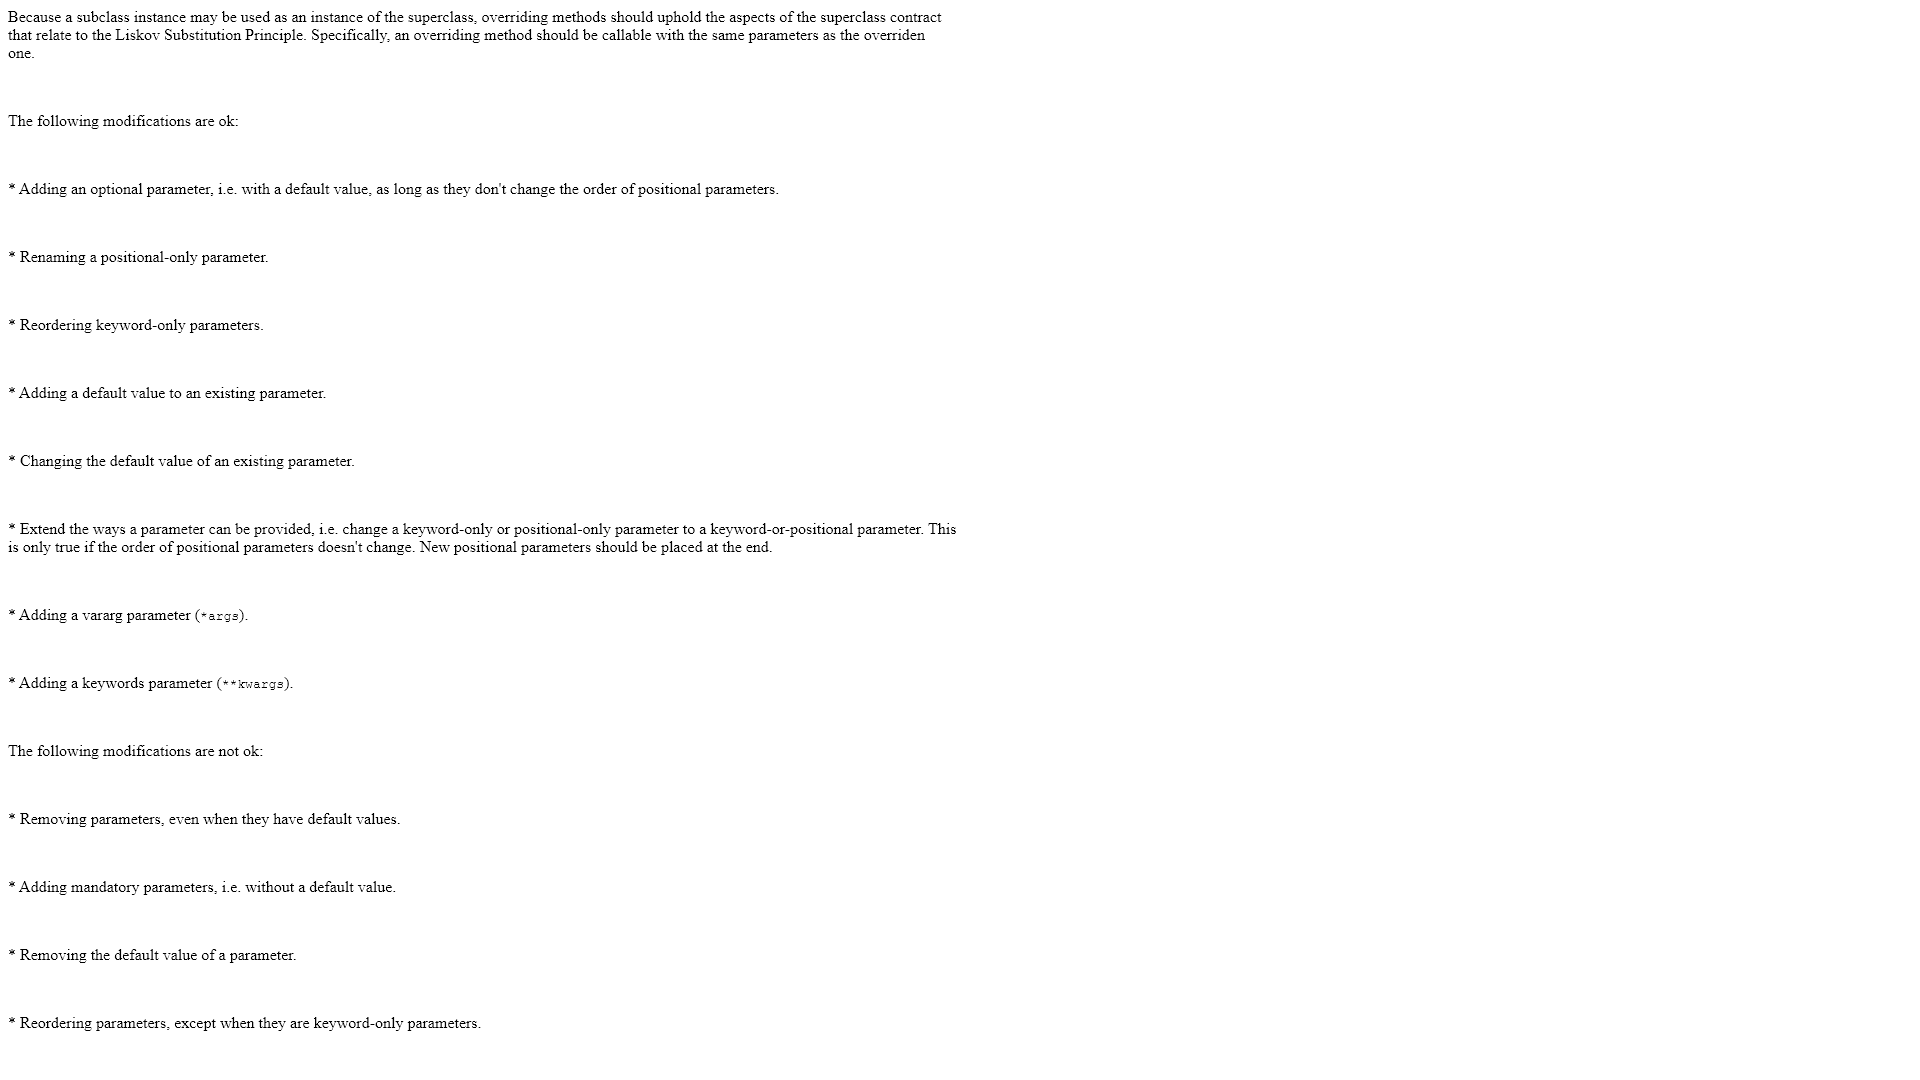 Because a subclass instance may be used as an instance of the superclass, overriding methods should uphold the aspects of the superclass contract
that relate to the Liskov Substitution Principle. Specifically, an overriding method should be callable with the same parameters as the overriden
one.
The following modifications are ok:
* Adding an optional parameter, i.e. with a default value, as long as they don't change the order of positional parameters.
* Renaming a positional-only parameter.
* Reordering keyword-only parameters.
* Adding a default value to an existing parameter.
* Changing the default value of an existing parameter.
* Extend the ways a parameter can be provided, i.e. change a keyword-only or positional-only parameter to a keyword-or-positional parameter. This
is only true if the order of positional parameters doesn't change. New positional parameters should be placed at the end.
* Adding a vararg parameter (*args).
* Adding a keywords parameter (**kwargs).
The following modifications are not ok:
* Removing parameters, even when they have default values.
* Adding mandatory parameters, i.e. without a default value.
* Removing the default value of a parameter.
* Reordering parameters, except when they are keyword-only parameters.